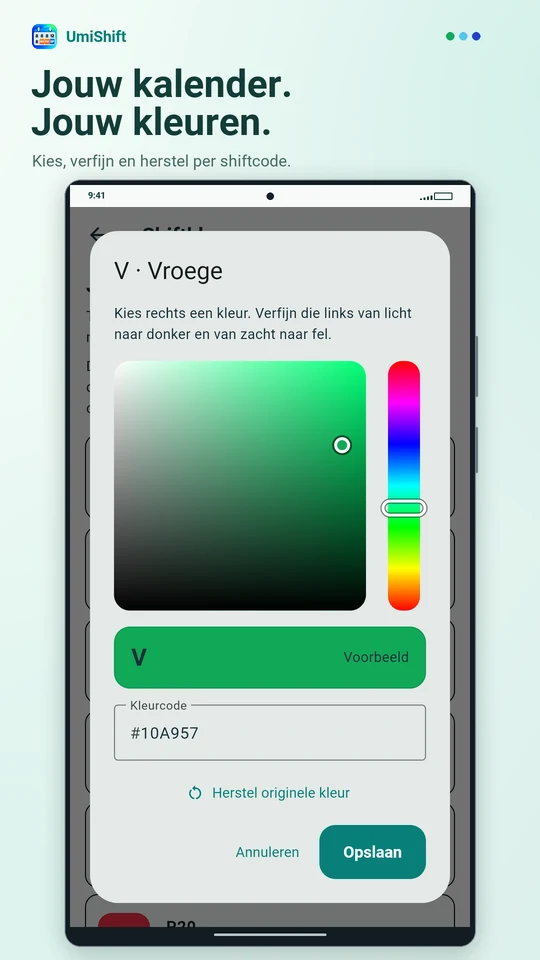 UmiShift
Jouw kalender.
Jouw kleuren.
Kies, verfijn en herstel per shiftcode.
9:41
V · Vroege
Kies rechts een kleur. Verfijn die links van licht
naar donker en van zacht naar fel.
V
Voorbeeld
Kleurcode
#10A957
Herstel originele kleur
Annuleren
Opslaan